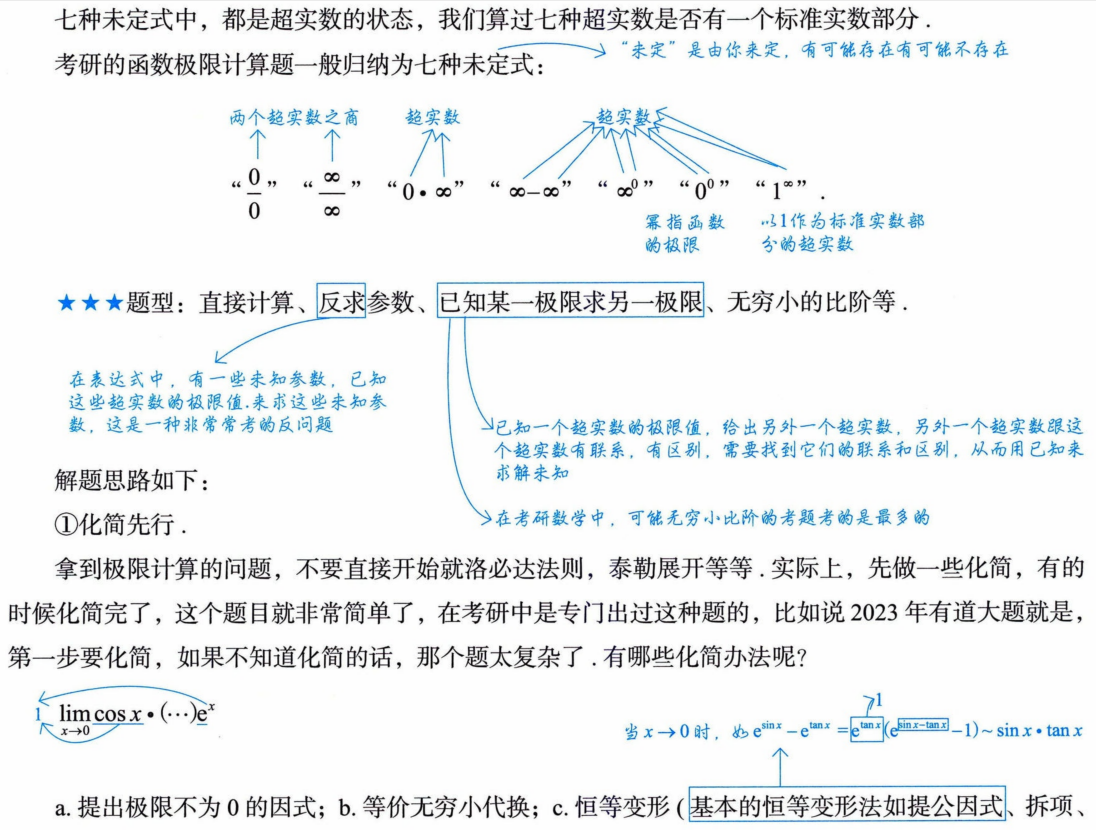 七种未定式中，都是超实数的状态，我们算过七种超实数是否有一个标准实数部分.
“未定”是由你来定，有可能存在有可能不存在
考研的函数极限计算题一般归纳为七种未定式：
两个超实数之商 超实数 超实数
“0/0” “∞/∞” “0·∞” “∞-∞” “∞⁰” “0⁰” “1^∞”.
幂指函数 以1作为标准实数部
的极限 分的超实数
★★★题型：直接计算、反求参数、已知某一极限求另一极限、无穷小的比阶等.
在表达式中，有一些未知参数，已知
这些超实数的极限值.来求这些未知参
数，这是一种非常常考的反问题
已知一个超实数的极限值，给出另外一个超实数，另外一个超实数跟这
个超实数有联系，有区别，需要找到它们的联系和区别，从而用已知来
求解未知
解题思路如下：
①化简先行.
在考研数学中，可能无穷小比阶的考题考的是最多的
拿到极限计算的问题，不要直接开始就洛必达法则，泰勒展开等等.实际上，先做一些化简，有的
时候化简完了，这个题目就非常简单了，在考研中是专门出过这种题的，比如说2023年有道大题就是，
第一步要化简，如果不知道化简的话，那个题太复杂了.有哪些化简办法呢？
1 lim x→0 cos x·(…)eˣ
1
当x→0时，如e^{sin x}-e^{tan x}=e^{tan x}(e^{sin x-tan x}-1)~sin x·tan x
a.提出极限不为0的因式；b.等价无穷小代换；c.恒等变形(基本的恒等变形法如提公因式、拆项、